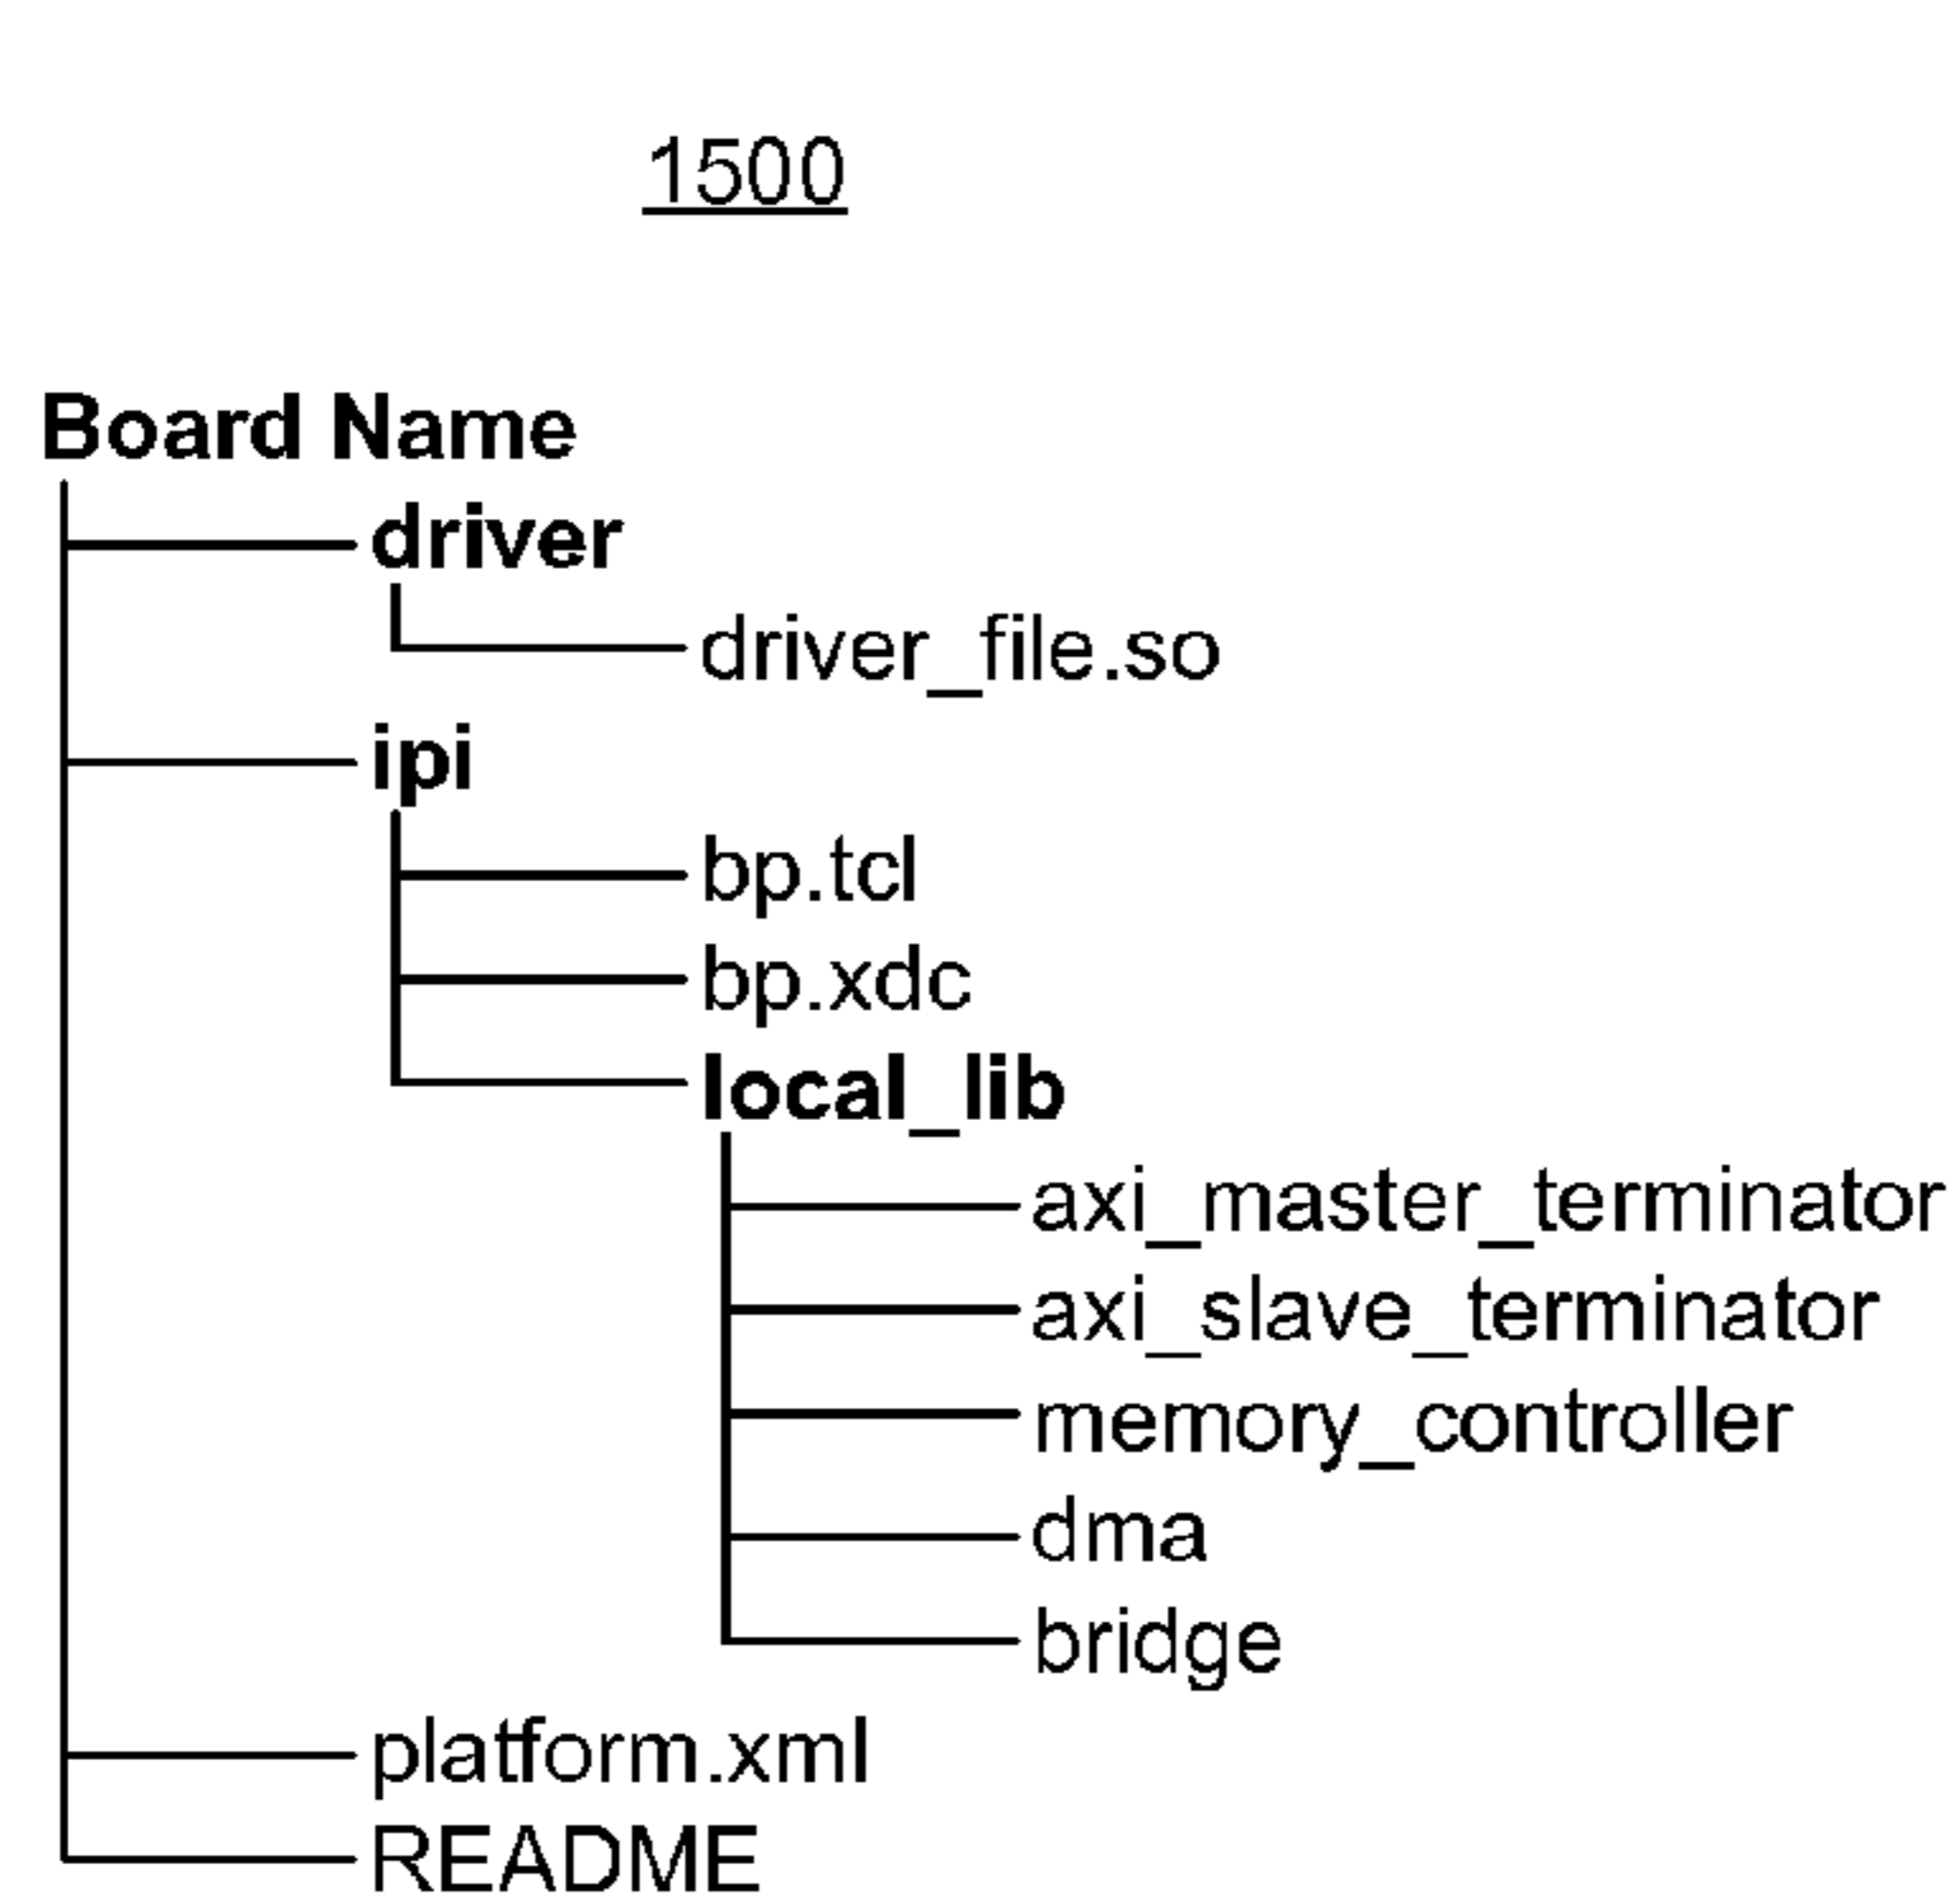 1500
Board Name
driver
driver_file.so
ipi
bp.tcl
bp.xdc
local_lib
axi_master_terminator
axi_slave_terminator
memory_controller
dma
bridge
platform.xml
README